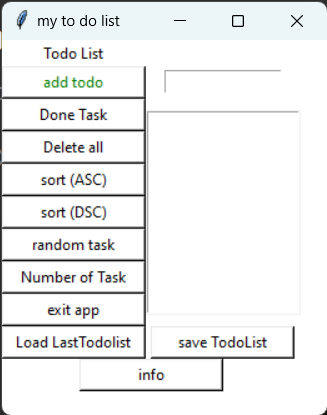 my to do list
Todo List
add todo
Done Task
Delete all
sort (ASC)
sort (DSC)
random task
Number of Task
exit app
Load LastTodolist
save TodoList
info